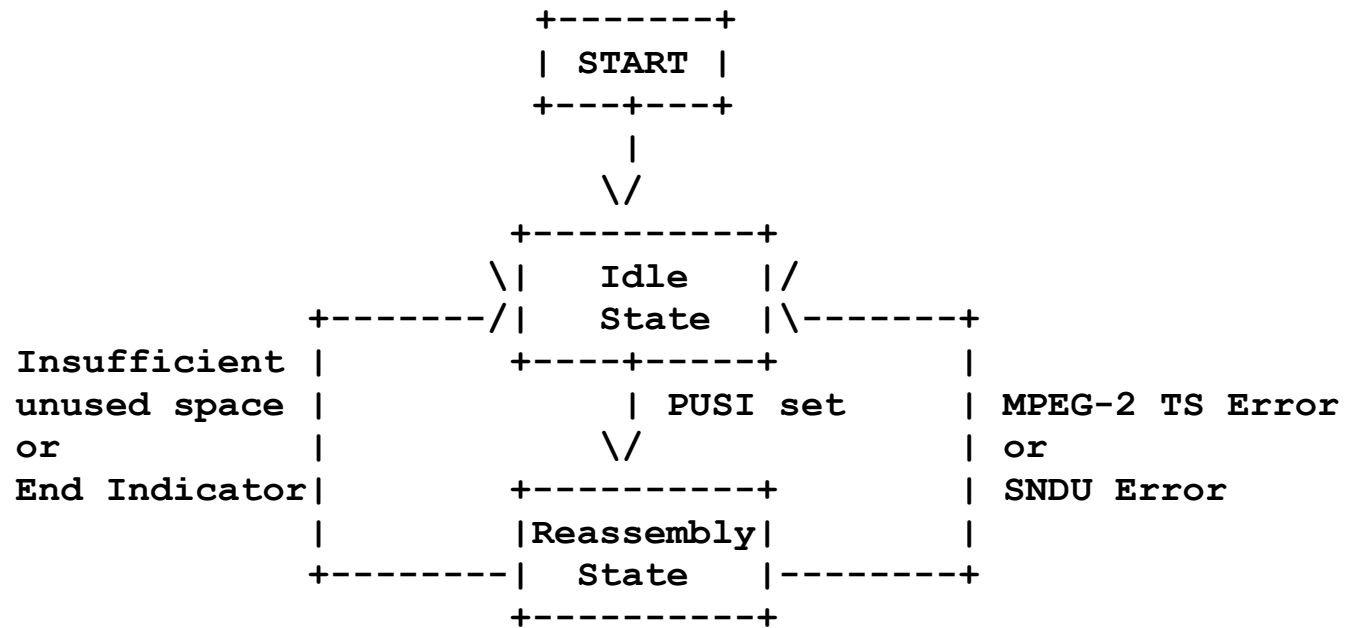 START
Idle
State
Insufficient
unused space
or
End Indicator
PUSI set
MPEG-2 TS Error
or
SNDU Error
Reassembly
State